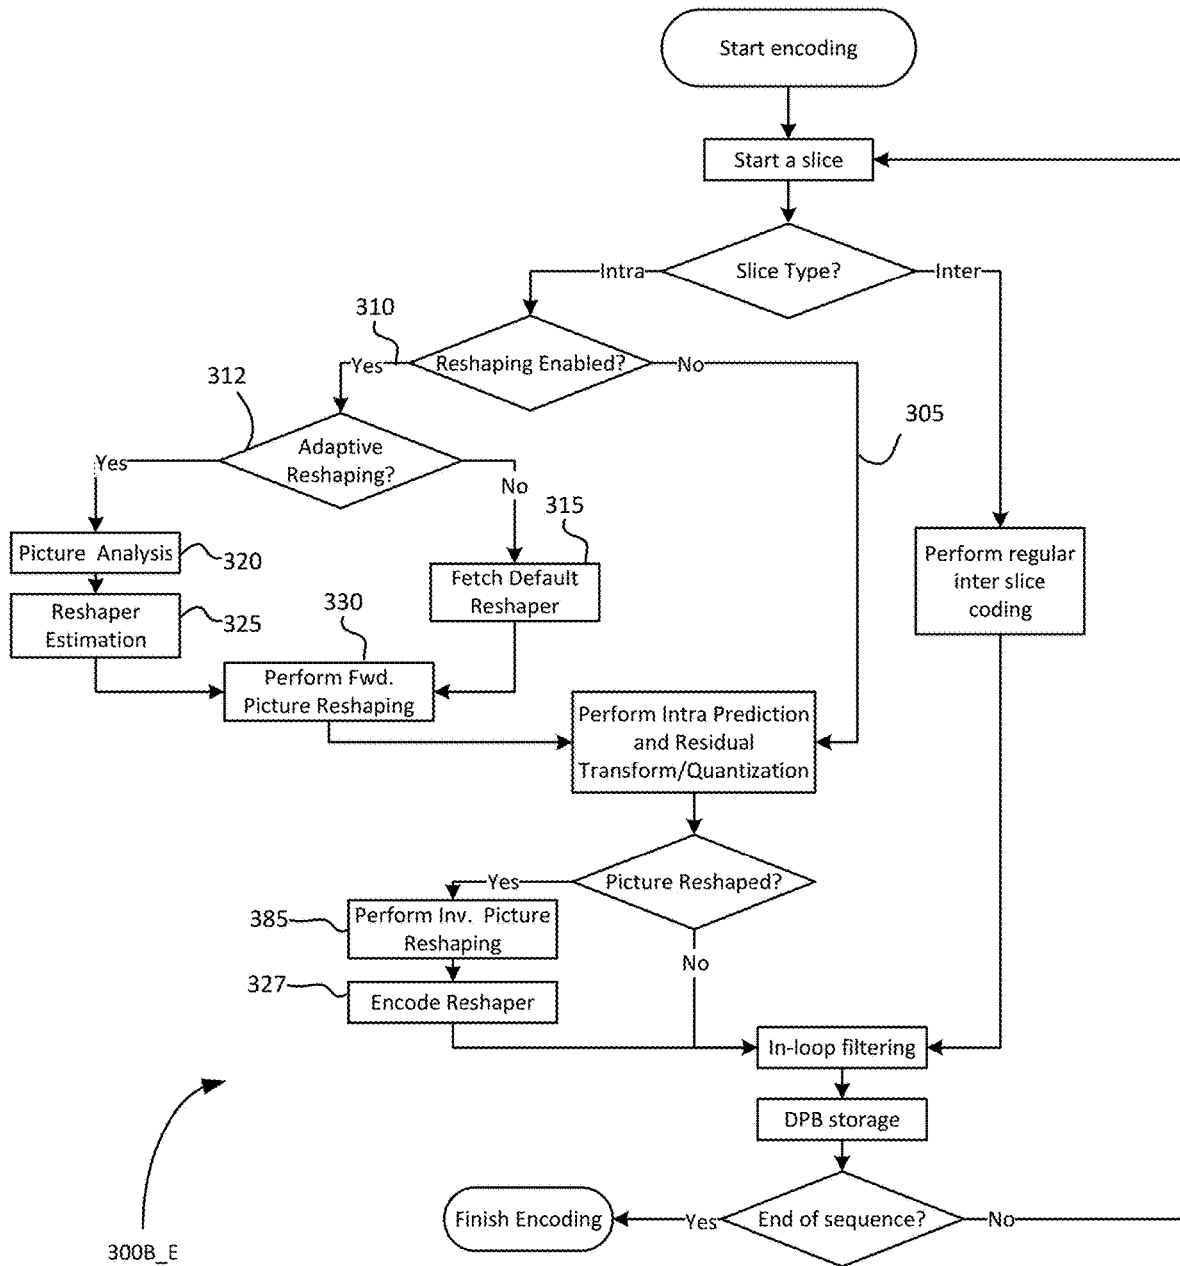 Start encoding
Start a slice
Slice Type?
Intra
Inter
310
Reshaping Enabled?
Yes
No
312
305
Adaptive
Reshaping?
Yes
No
315
Picture Analysis
320
Fetch Default
Reshaper
Perform regular
inter slice
coding
Reshaper
Estimation
325
330
Perform Fwd.
Picture Reshaping
Perform Intra Prediction
and Residual
Transform/Quantization
Picture Reshaped?
Yes
No
385
Perform Inv. Picture
Reshaping
327
Encode Reshaper
In-loop filtering
DPB storage
End of sequence?
Yes
No
Finish Encoding
300B_E